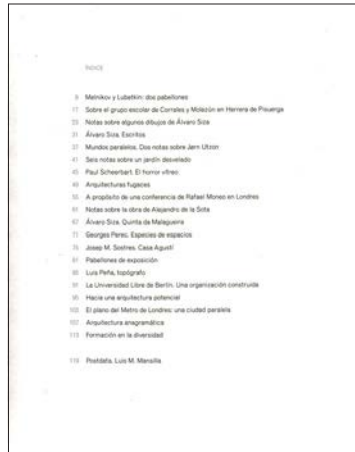 ÍNDICE
9 Melnikov y Lubetkin: dos pabellones
17 Sobre el grupo escolar de Corrales y Molezún en Herrera de Pisuerga
23 Notas sobre algunos dibujos de Álvaro Siza
31 Álvaro Siza. Escritos
37 Mundos paralelos. Dos notas sobre Jørn Utzon
41 Seis notas sobre un jardín desvelado
45 Paul Scheerbart. El horror vítreo
49 Arquitecturas fugaces
55 A propósito de una conferencia de Rafael Moneo en Londres
61 Notas sobre la obra de Alejandro de la Sota
67 Álvaro Siza. Quinta da Malagueira
71 Georges Perec. Especies de espacios
75 Josep M. Sostres. Casa Agustí
81 Pabellones de exposición
Luis Peña, topógrafo
91 La Universidad Libre de Berlín. Una organización construida
95 Hacia una arquitectura potencial
El plano del Metro de Londres: una ciudad paralela
107 Arquitectura anagramática
113 Formación en la diversidad
Postdata. Luis M. Mansilla